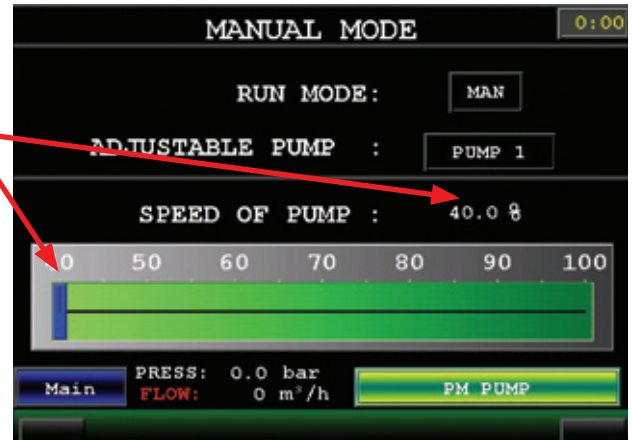 MANUAL MODE 0:00
RUN MODE: MAN
ADJUSTABLE PUMP : PUMP 1
SPEED OF PUMP : 40.0 %
40 50 60 70 80 90 100
Main PRESS: 0.0 bar PM PUMP
FLOW: 0 m³/h